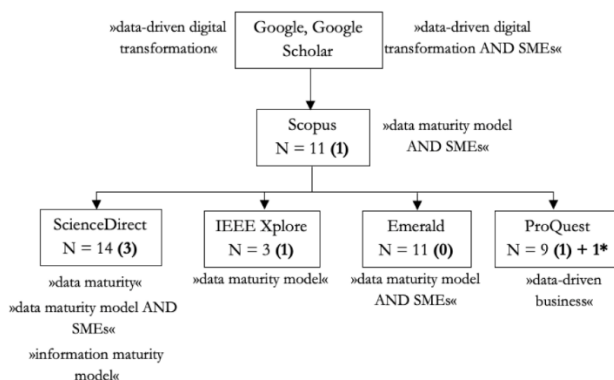 »data-driven digital
transformation«
Google, Google
Scholar
»data-driven digital
transformation AND SMEs«
Scopus
N = 11 (1)
»data maturity model
AND SMEs«
ScienceDirect
N = 14 (3)
»data maturity«
»data maturity model AND
SMEs«
»information maturity
model«
IEEE Xplore
N = 3 (1)
»data maturity model«
Emerald
N = 11 (0)
»data maturity model
AND SMEs«
ProQuest
N = 9 (1) + 1*
»data-driven
business«